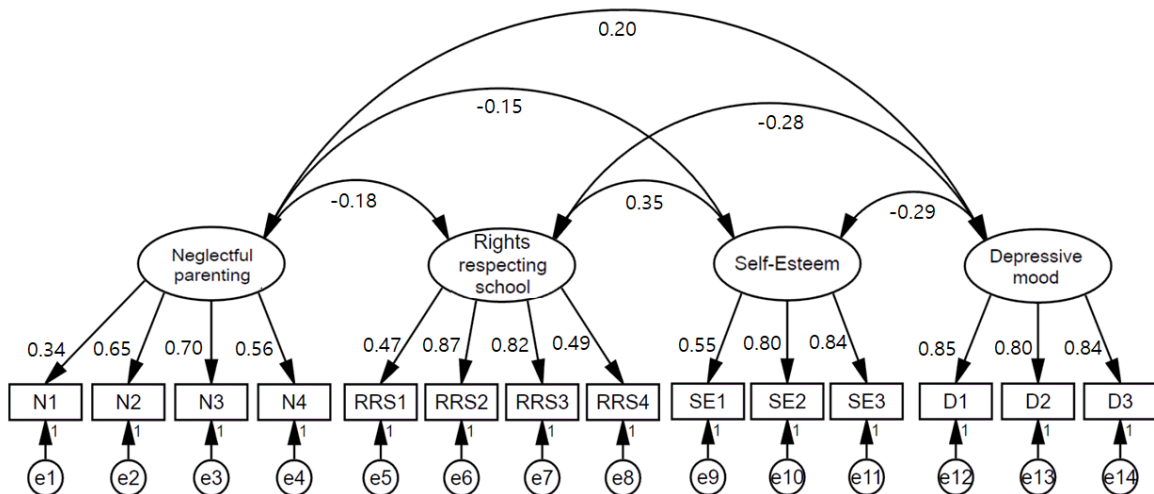 0.20
-0.15
-0.28
-0.18
0.35
-0.29
Neglectful
parenting
Rights
respecting
school
Self-Esteem
Depressive
mood
0.34
0.65
0.70
0.56
0.47
0.87
0.82
0.49
0.55
0.80
0.84
0.85
0.80
0.84
N1
N2
N3
N4
RRS1
RRS2
RRS3
RRS4
SE1
SE2
SE3
D1
D2
D3
1
1
1
1
1
1
1
1
1
1
1
1
1
1
e1
e2
e3
e4
e5
e6
e7
e8
e9
e10
e11
e12
e13
e14